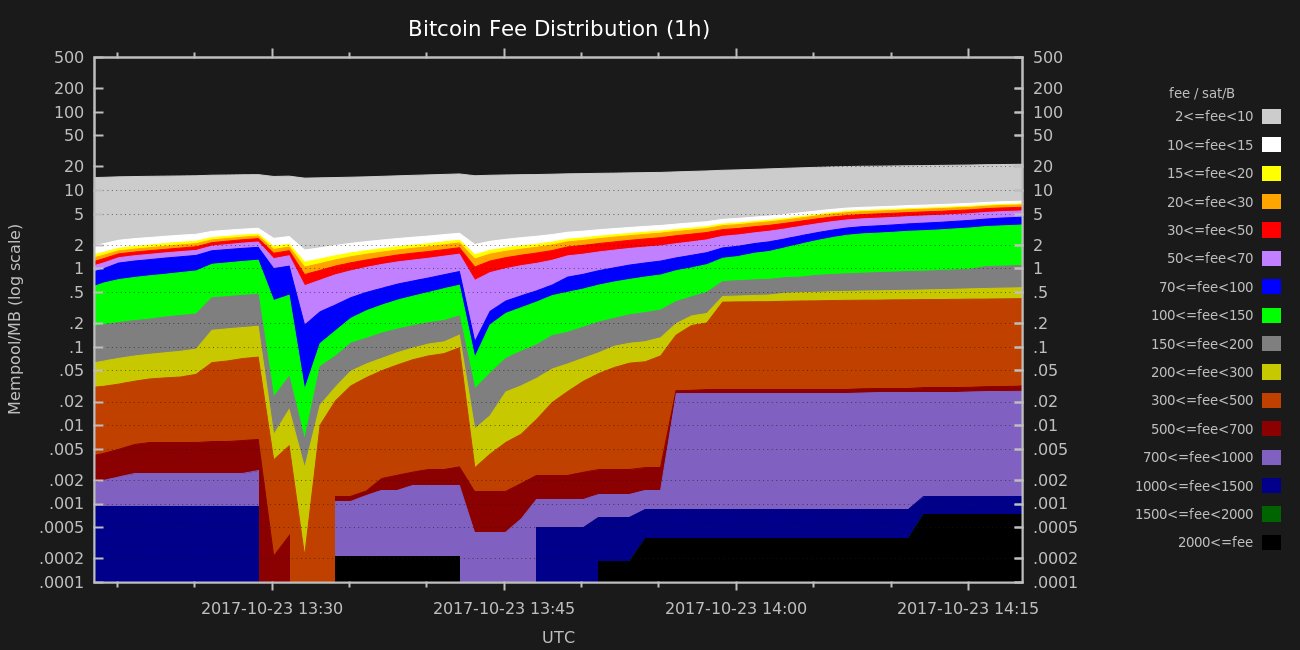 Bitcoin Fee Distribution (1h)
500 500
200 200
100 100
50 50
20 20
10 10
5 5
2 2
1 1
.5 .5
.2 .2
.1 .1
.05 .05
.02 .02
.01 .01
.005 .005
.002 .002
.001 .001
.0005 .0005
.0002 .0002
.0001 .0001
Mempool/MB (log scale)
2017-10-23 13:30 2017-10-23 13:45 2017-10-23 14:00 2017-10-23 14:15
UTC
fee / sat/B
2<=fee<10
10<=fee<15
15<=fee<20
20<=fee<30
30<=fee<50
50<=fee<70
70<=fee<100
100<=fee<150
150<=fee<200
200<=fee<300
300<=fee<500
500<=fee<700
700<=fee<1000
1000<=fee<1500
1500<=fee<2000
2000<=fee